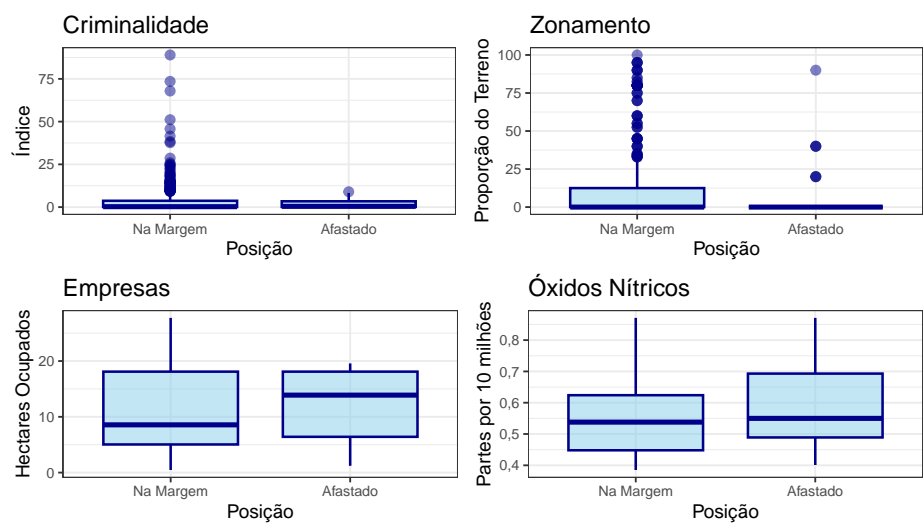 Criminalidade
Índice
75
50
25
0
Na Margem
Afastado
Posição
Zonamento
Proporção do Terreno
100
75
50
25
0
Na Margem
Afastado
Posição
Empresas
Hectares Ocupados
20
10
0
Na Margem
Afastado
Posição
Óxidos Nítricos
Partes por 10 milhões
0,8
0,7
0,6
0,5
0,4
Na Margem
Afastado
Posição